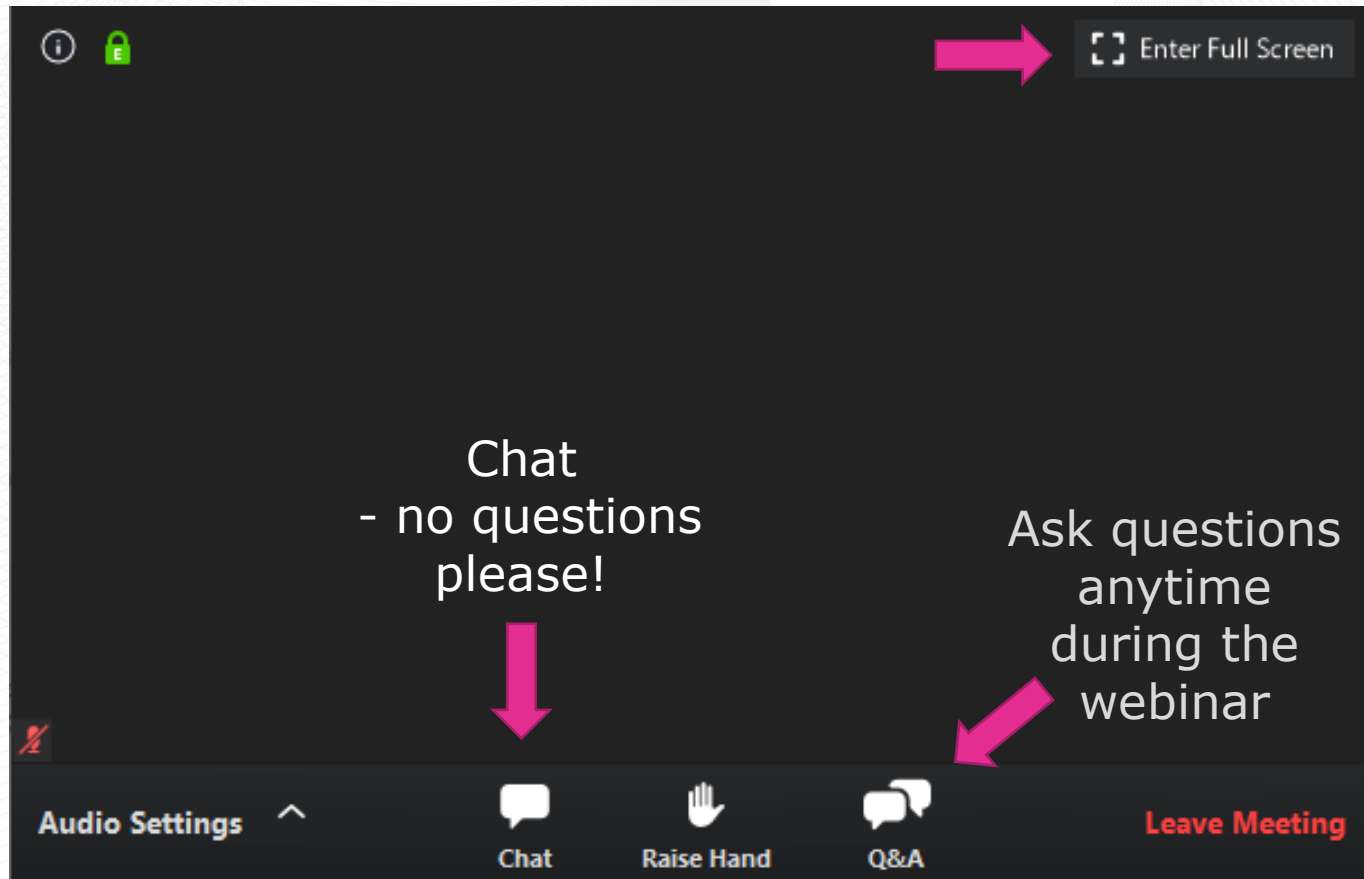 Enter Full Screen
Chat
- no questions
please!
Ask questions
anytime
during the
webinar
Audio Settings
Chat
Raise Hand
Q&A
Leave Meeting
E